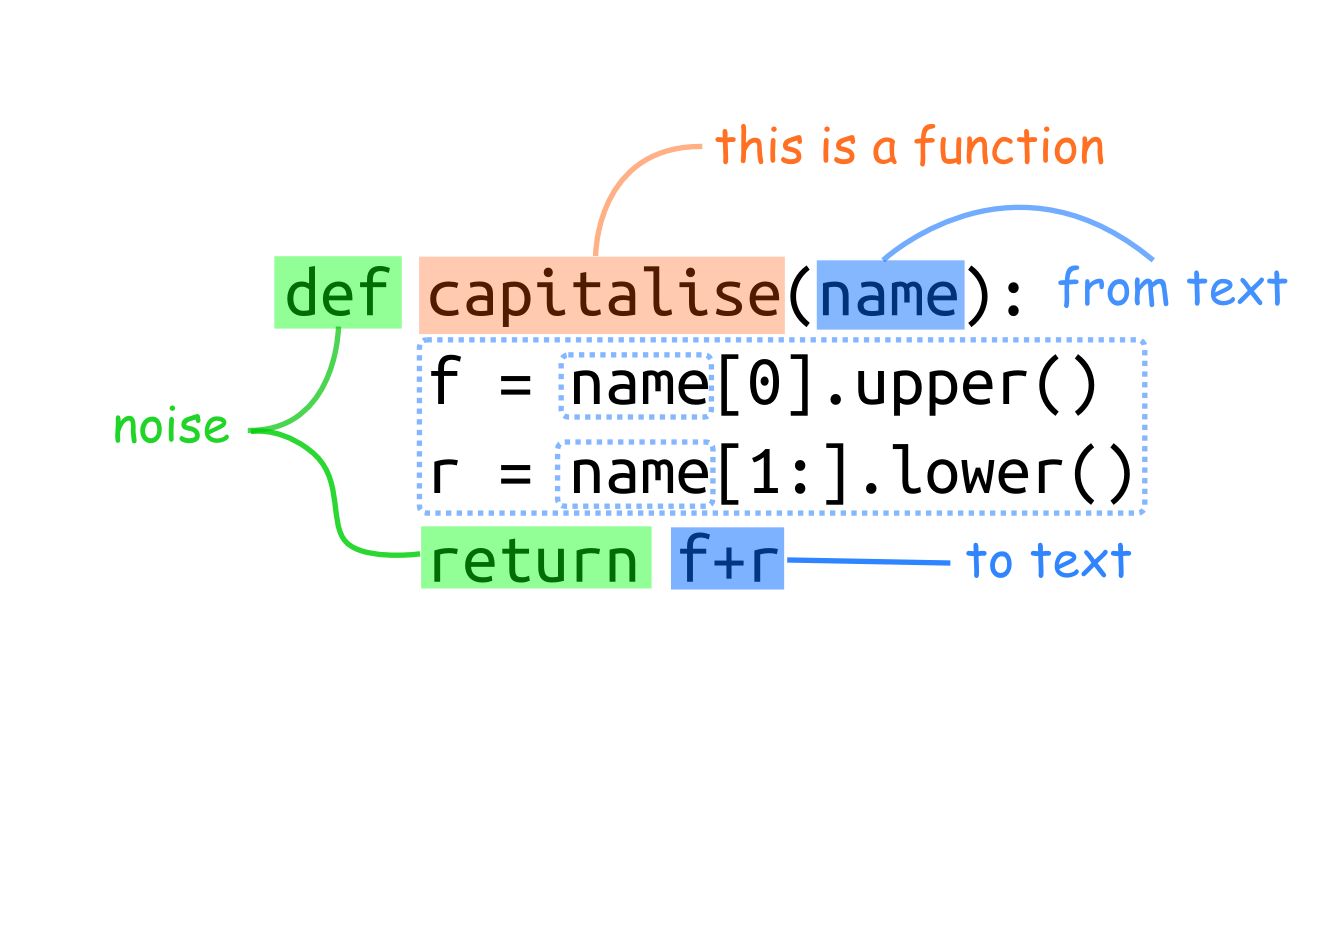 this is a function
def capitalise(name): from text
f = name[0].upper()
noise
r = name[1:].lower()
return f+r to text